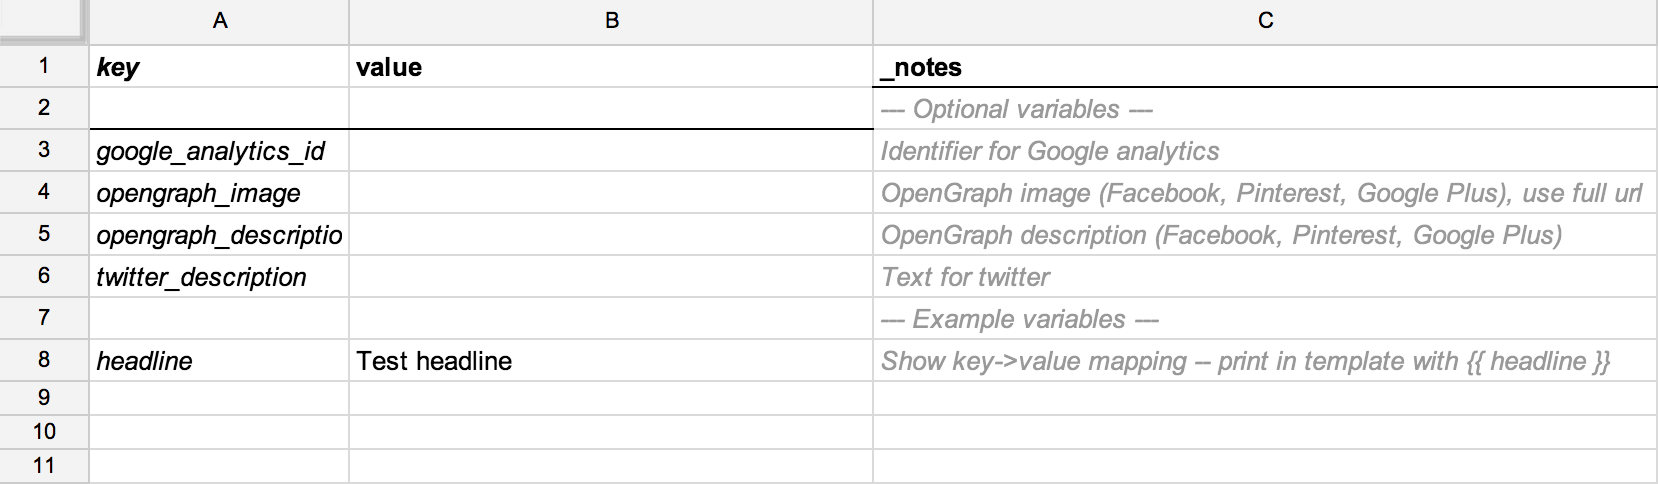 A B C
1 key value _notes
2 --- Optional variables ---
3 google_analytics_id Identifier for Google analytics
4 opengraph_image OpenGraph image (Facebook, Pinterest, Google Plus), use full url
5 opengraph_descriptio OpenGraph description (Facebook, Pinterest, Google Plus)
6 twitter_description Text for twitter
7 --- Example variables ---
8 headline Test headline Show key->value mapping -- print in template with {{ headline }}
9
10
11